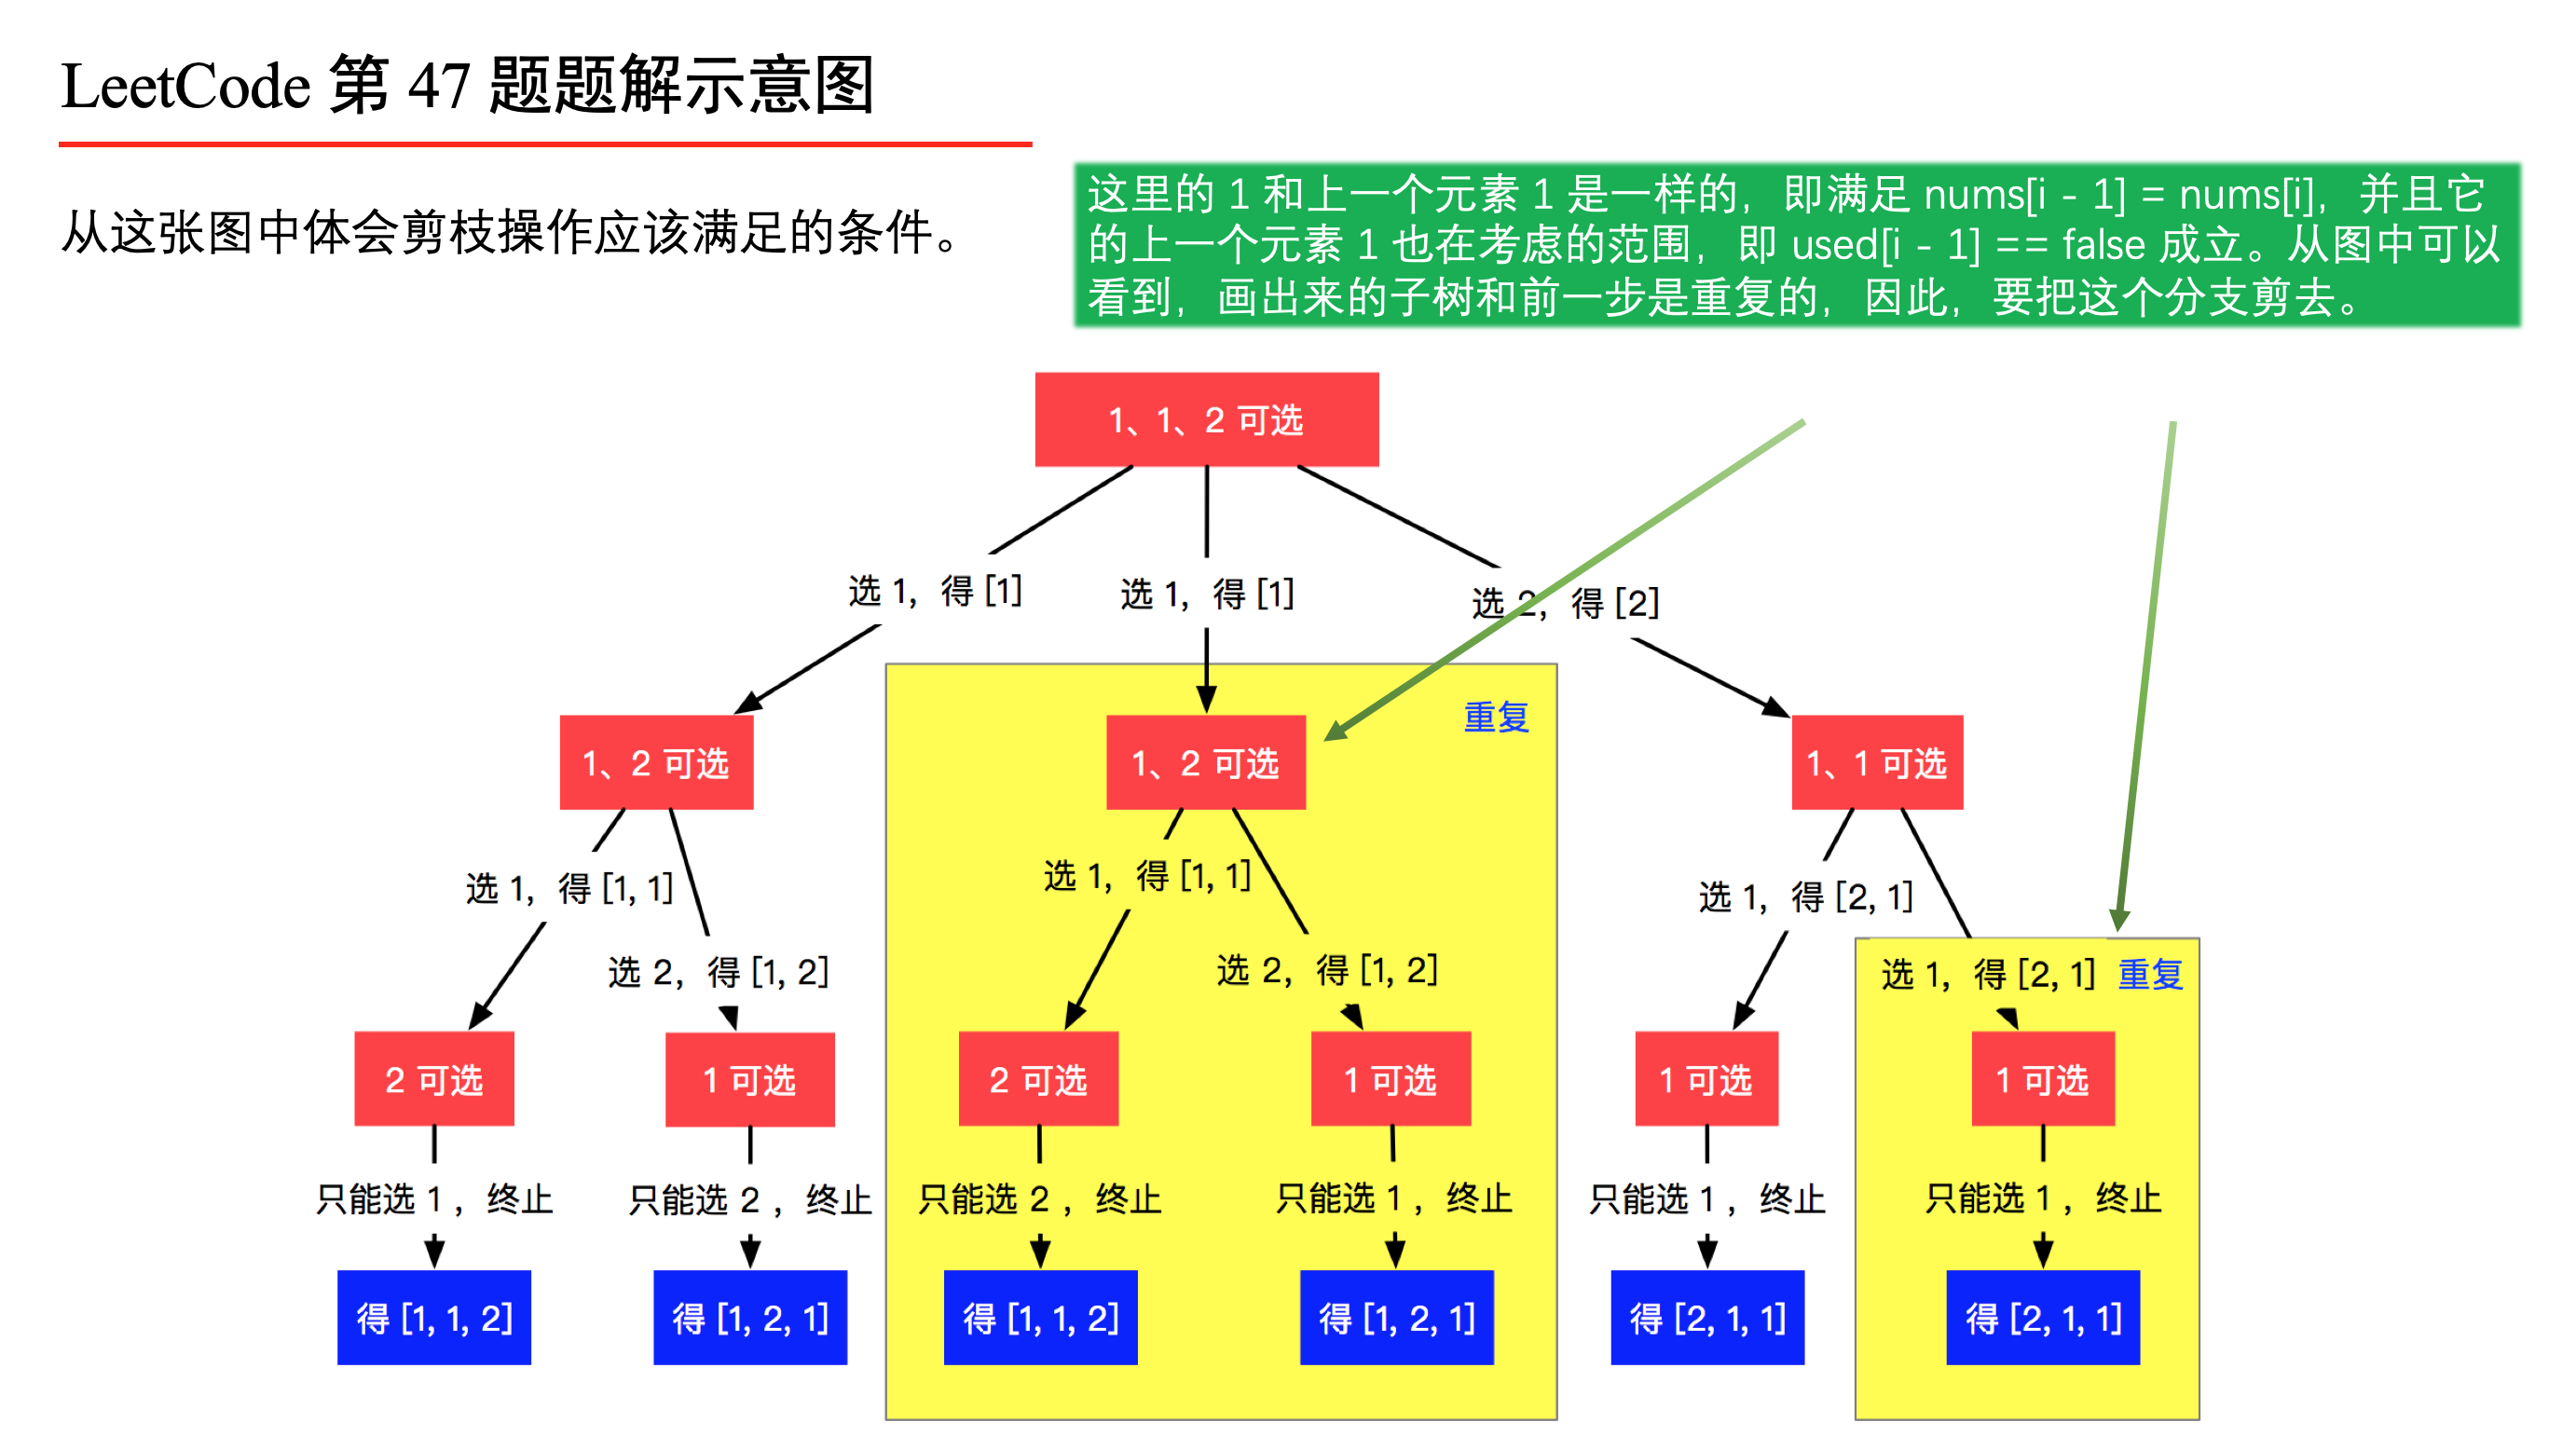 LeetCode 第 47 题题解示意图
从这张图中体会剪枝操作应该满足的条件。
这里的 1 和上一个元素 1 是一样的，即满足 nums[i - 1] = nums[i]，并且它
的上一个元素 1 也在考虑的范围，即 used[i - 1] == false 成立。从图中可以
看到，画出来的子树和前一步是重复的，因此，要把这个分支剪去。
1、1、2 可选
选 1，得 [1]
选 1，得 [1]
选 2，得 [2]
重复
1、2 可选
1、2 可选
1、1 可选
选 1，得 [1, 1]
选 1，得 [1, 1]
选 1，得 [2, 1]
选 2，得 [1, 2]
选 2，得 [1, 2]
选 1，得 [2, 1]
重复
2 可选
1 可选
2 可选
1 可选
1 可选
1 可选
只能选 1 ，终止
只能选 2 ，终止
只能选 2 ，终止
只能选 1 ，终止
只能选 1 ，终止
只能选 1 ，终止
得 [1, 1, 2]
得 [1, 2, 1]
得 [1, 1, 2]
得 [1, 2, 1]
得 [2, 1, 1]
得 [2, 1, 1]